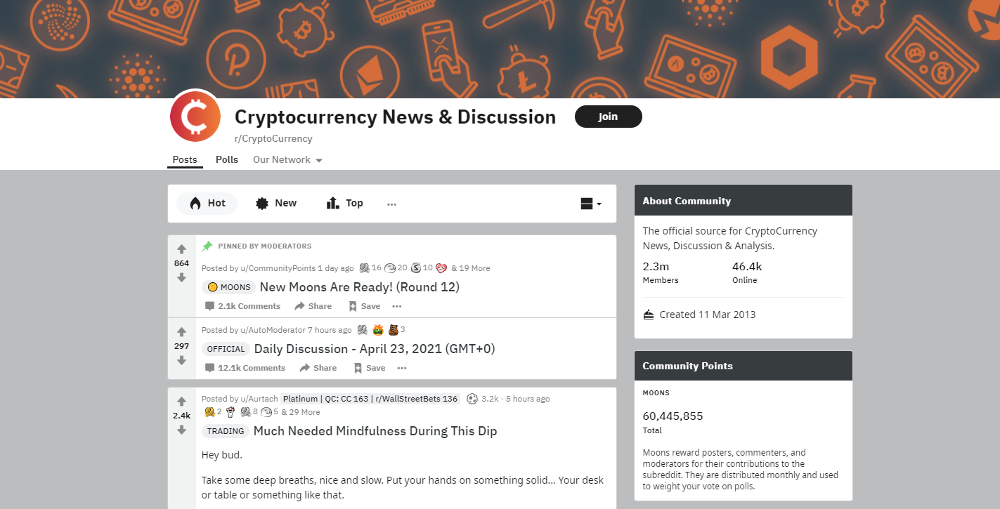 Cryptocurrency News & Discussion
Join
r/CryptoCurrency
Posts
Polls
Our Network
Hot
New
Top
...
864
PINNED BY MODERATORS
Posted by u/CommunityPoints 1 day ago 16 20 10 & 19 More
MOONS New Moons Are Ready! (Round 12)
2.1k Comments Share Save ...
297
Posted by u/AutoModerator 7 hours ago 3
OFFICIAL Daily Discussion - April 23, 2021 (GMT+0)
12.1k Comments Share Save ...
2.4k
Posted by u/Aurtach Platinum | QC: CC 163 | r/WallStreetBets 136 3.2k · 5 hours ago
2 8 5 & 29 More
TRADING Much Needed Mindfulness During This Dip
Hey bud.
Take some deep breaths, nice and slow. Put your hands on something solid... Your desk
or table or something like that.
About Community
The official source for CryptoCurrency
News, Discussion & Analysis.
2.3m 46.4k
Members Online
Created 11 Mar 2013
Community Points
MOONS
60,445,855
Total
Moons reward posters, commenters, and
moderators for their contributions to the
subreddit. They are distributed monthly and used
to weight your vote on polls.